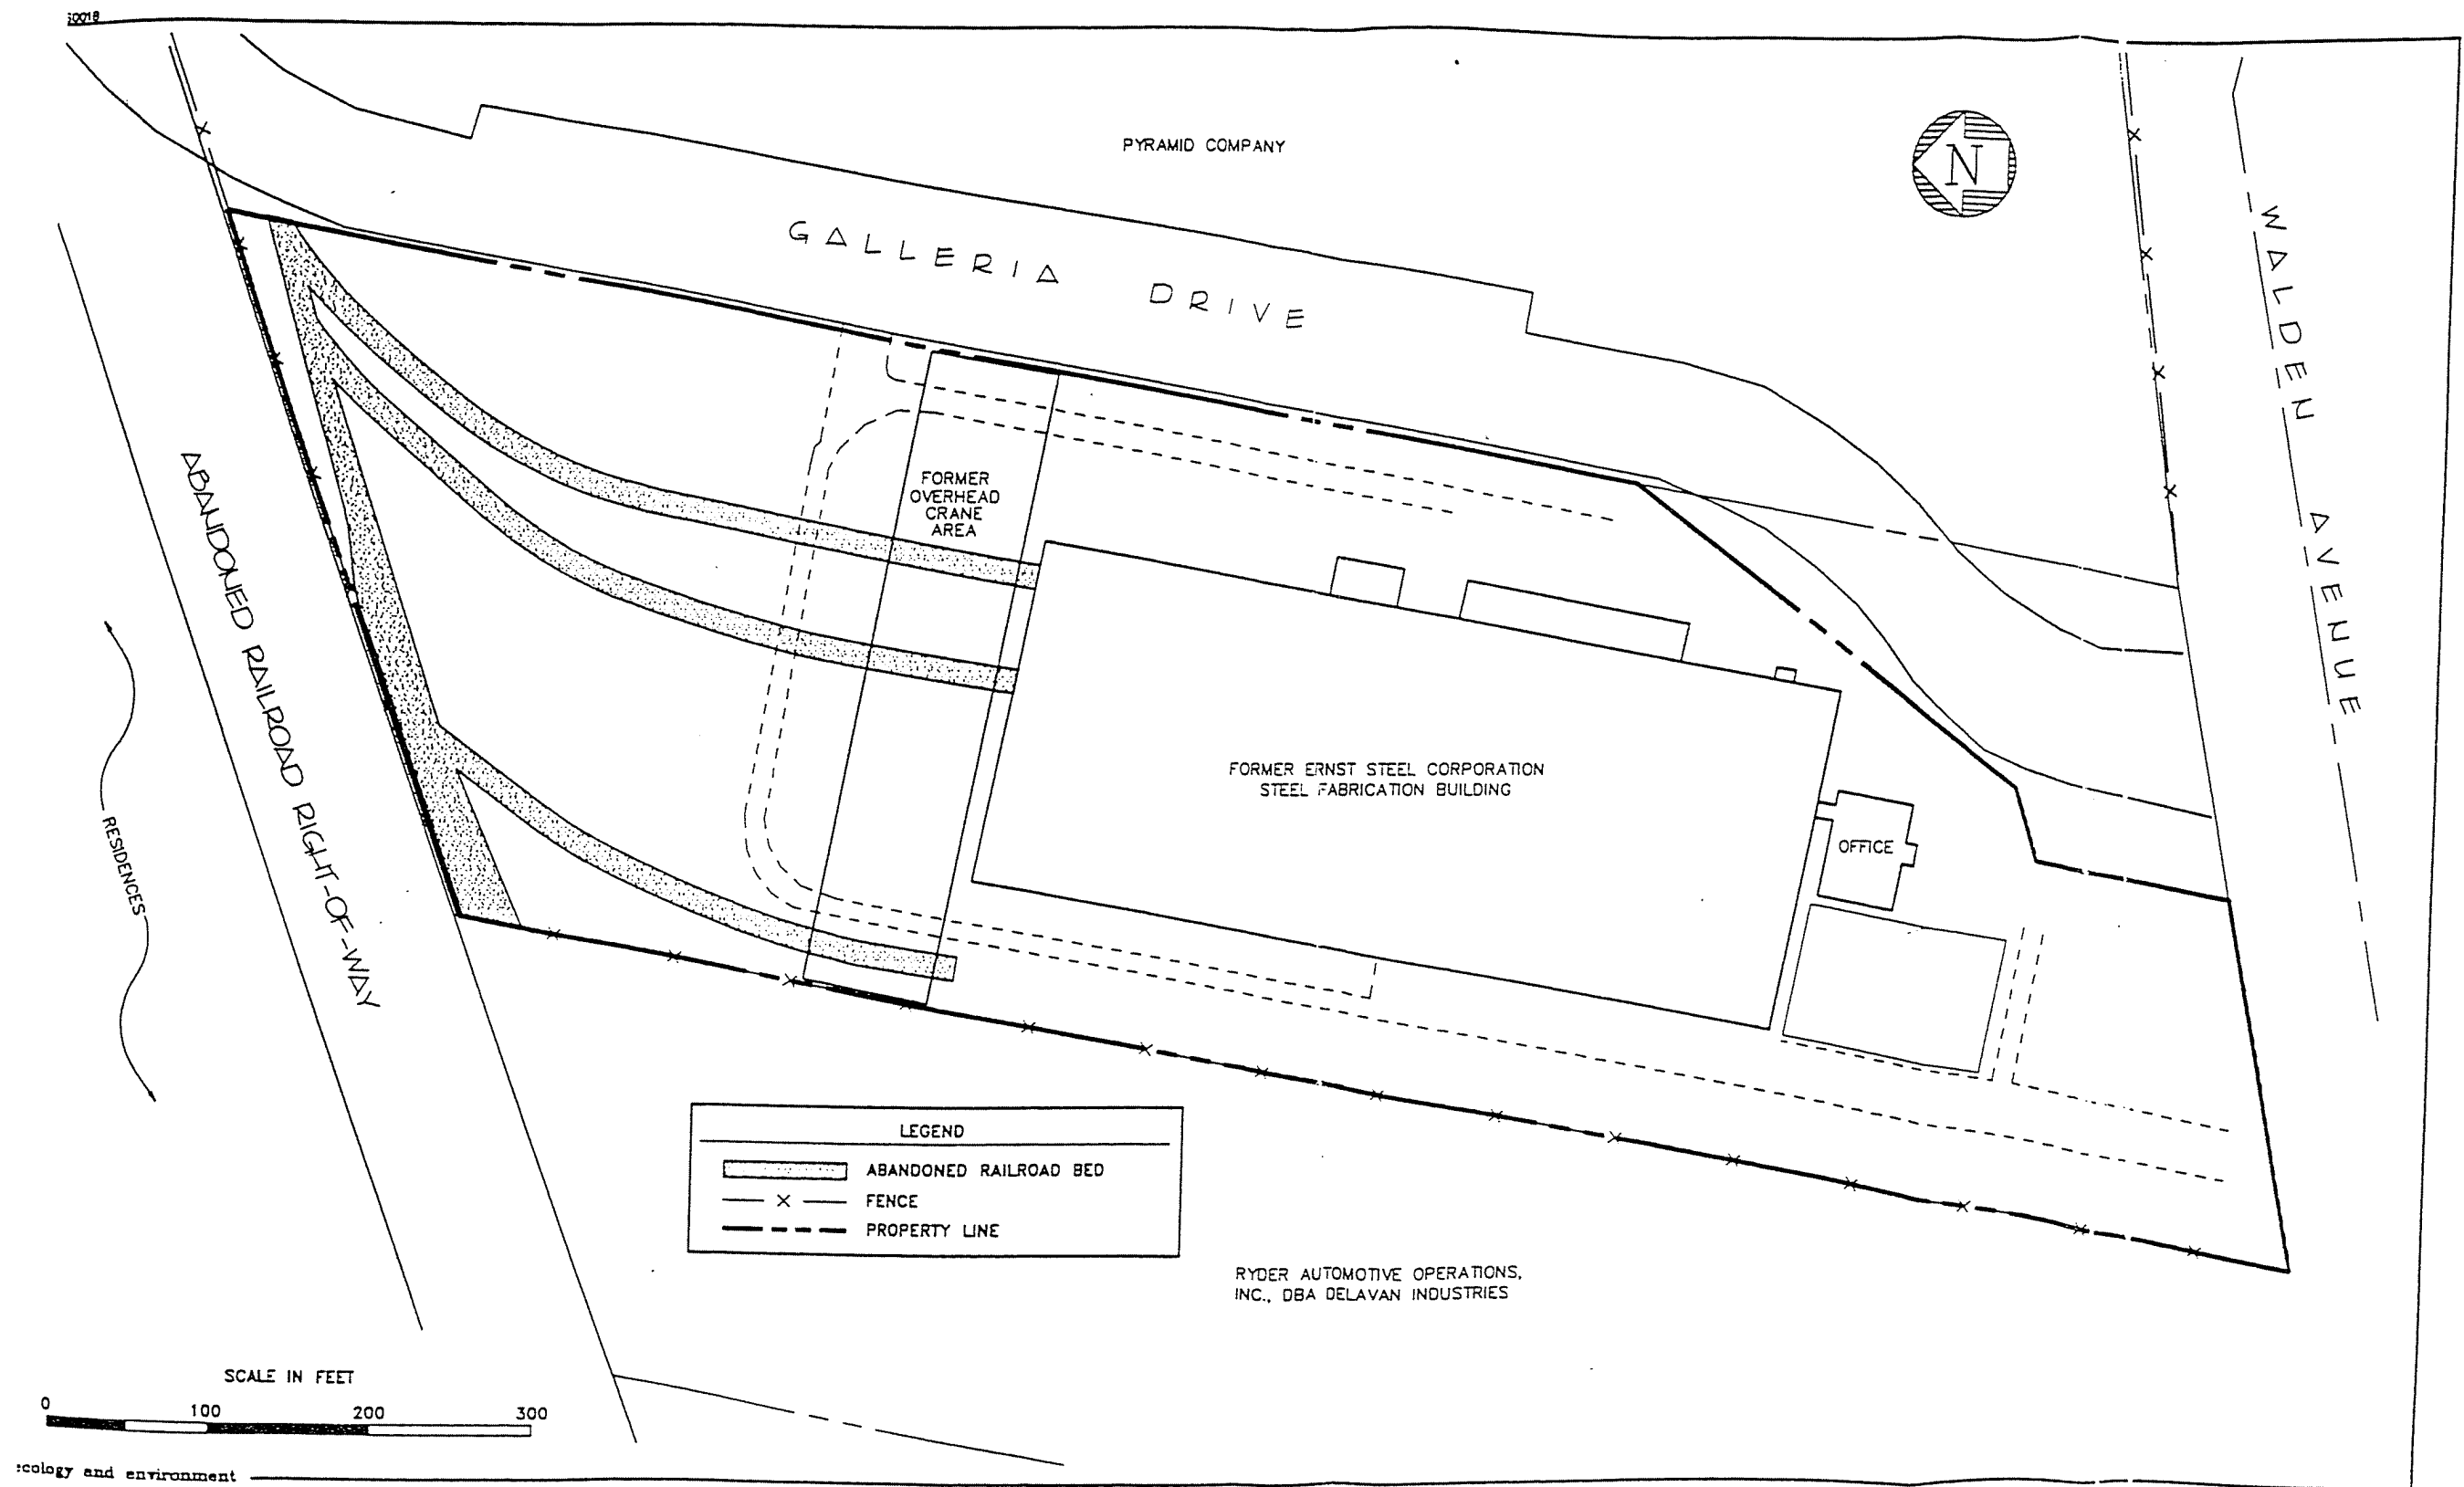 60018
PYRAMID COMPANY
N
GALLERIA DRIVE
WALDEN AVENUE
FORMER
OVERHEAD
CRANE
AREA
ABANDONED RAILROAD RIGHT-OF-WAY
FORMER ERNST STEEL CORPORATION
STEEL FABRICATION BUILDING
OFFICE
RESIDENCES
LEGEND
ABANDONED RAILROAD BED
X FENCE
PROPERTY LINE
RYDER AUTOMOTIVE OPERATIONS,
INC., DBA DELAVAN INDUSTRIES
SCALE IN FEET
0 100 200 300
cology and environment